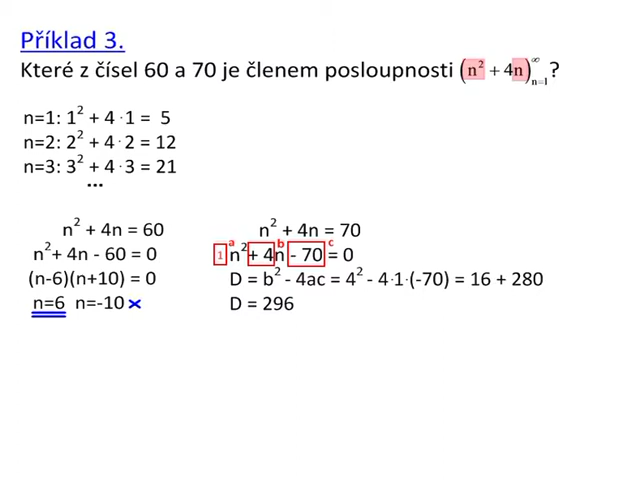 Příklad 3.
Které z čísel 60 a 70 je členem posloupnosti (n² + 4n)∞n=1?
n=1: 1² + 4·1 = 5
n=2: 2² + 4·2 = 12
n=3: 3² + 4·3 = 21
...
n² + 4n = 60
n²+ 4n - 60 = 0
(n-6)(n+10) = 0
n=6 n=-10 ×
n² + 4n = 70
a b c
1 n² + 4n - 70 = 0
D = b² - 4ac = 4² - 4·1·(-70) = 16 + 280
D = 296